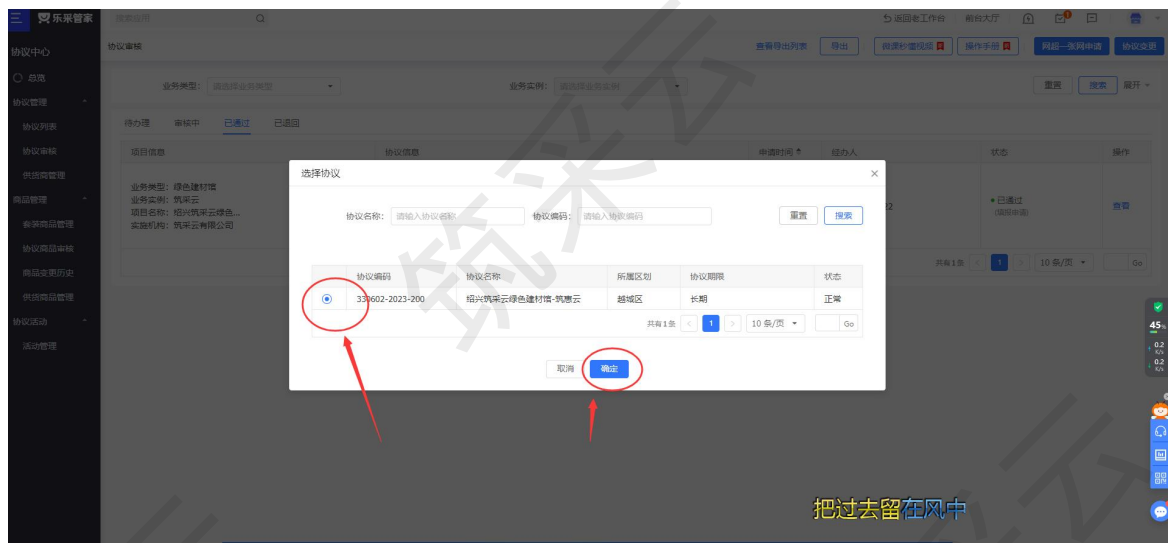 乐采管家
搜索应用
返回老工作台 前台大厅
协议中心
协议审核
查看导出列表 导出 微课秒懂视频 操作手册 网超一张网申请 协议变更
总览
业务类型: 请选择业务类型
业务实例: 请选择业务实例
重置 搜索 展开
协议管理
协议列表
待办理 审核中 已通过 已退回
协议审核
项目信息 协议信息 申请时间 经办人 状态 操作
供货商管理
选择协议
业务类型: 绿色建材馆
业务实例: 筑采云
项目名称: 绍兴筑采云绿色...
实施机构: 筑采云有限公司
已通过
(填报申请)
查看
商品管理
协议名称: 请输入协议名称 协议编码: 请输入协议编码 重置 搜索
套装商品管理
协议商品审核
共有1条 1 10 条/页 Go
商品变更历史
协议编码 协议名称 所属区划 协议期限 状态
供货商品管理
330602-2023-200 绍兴筑采云绿色建材馆-筑惠云 越城区 长期 正常
协议活动
共有1条 1 10 条/页 Go
活动管理
45%
0.2
K/s
0.2
K/s
取消 确定
把过去留在风中
筑采云